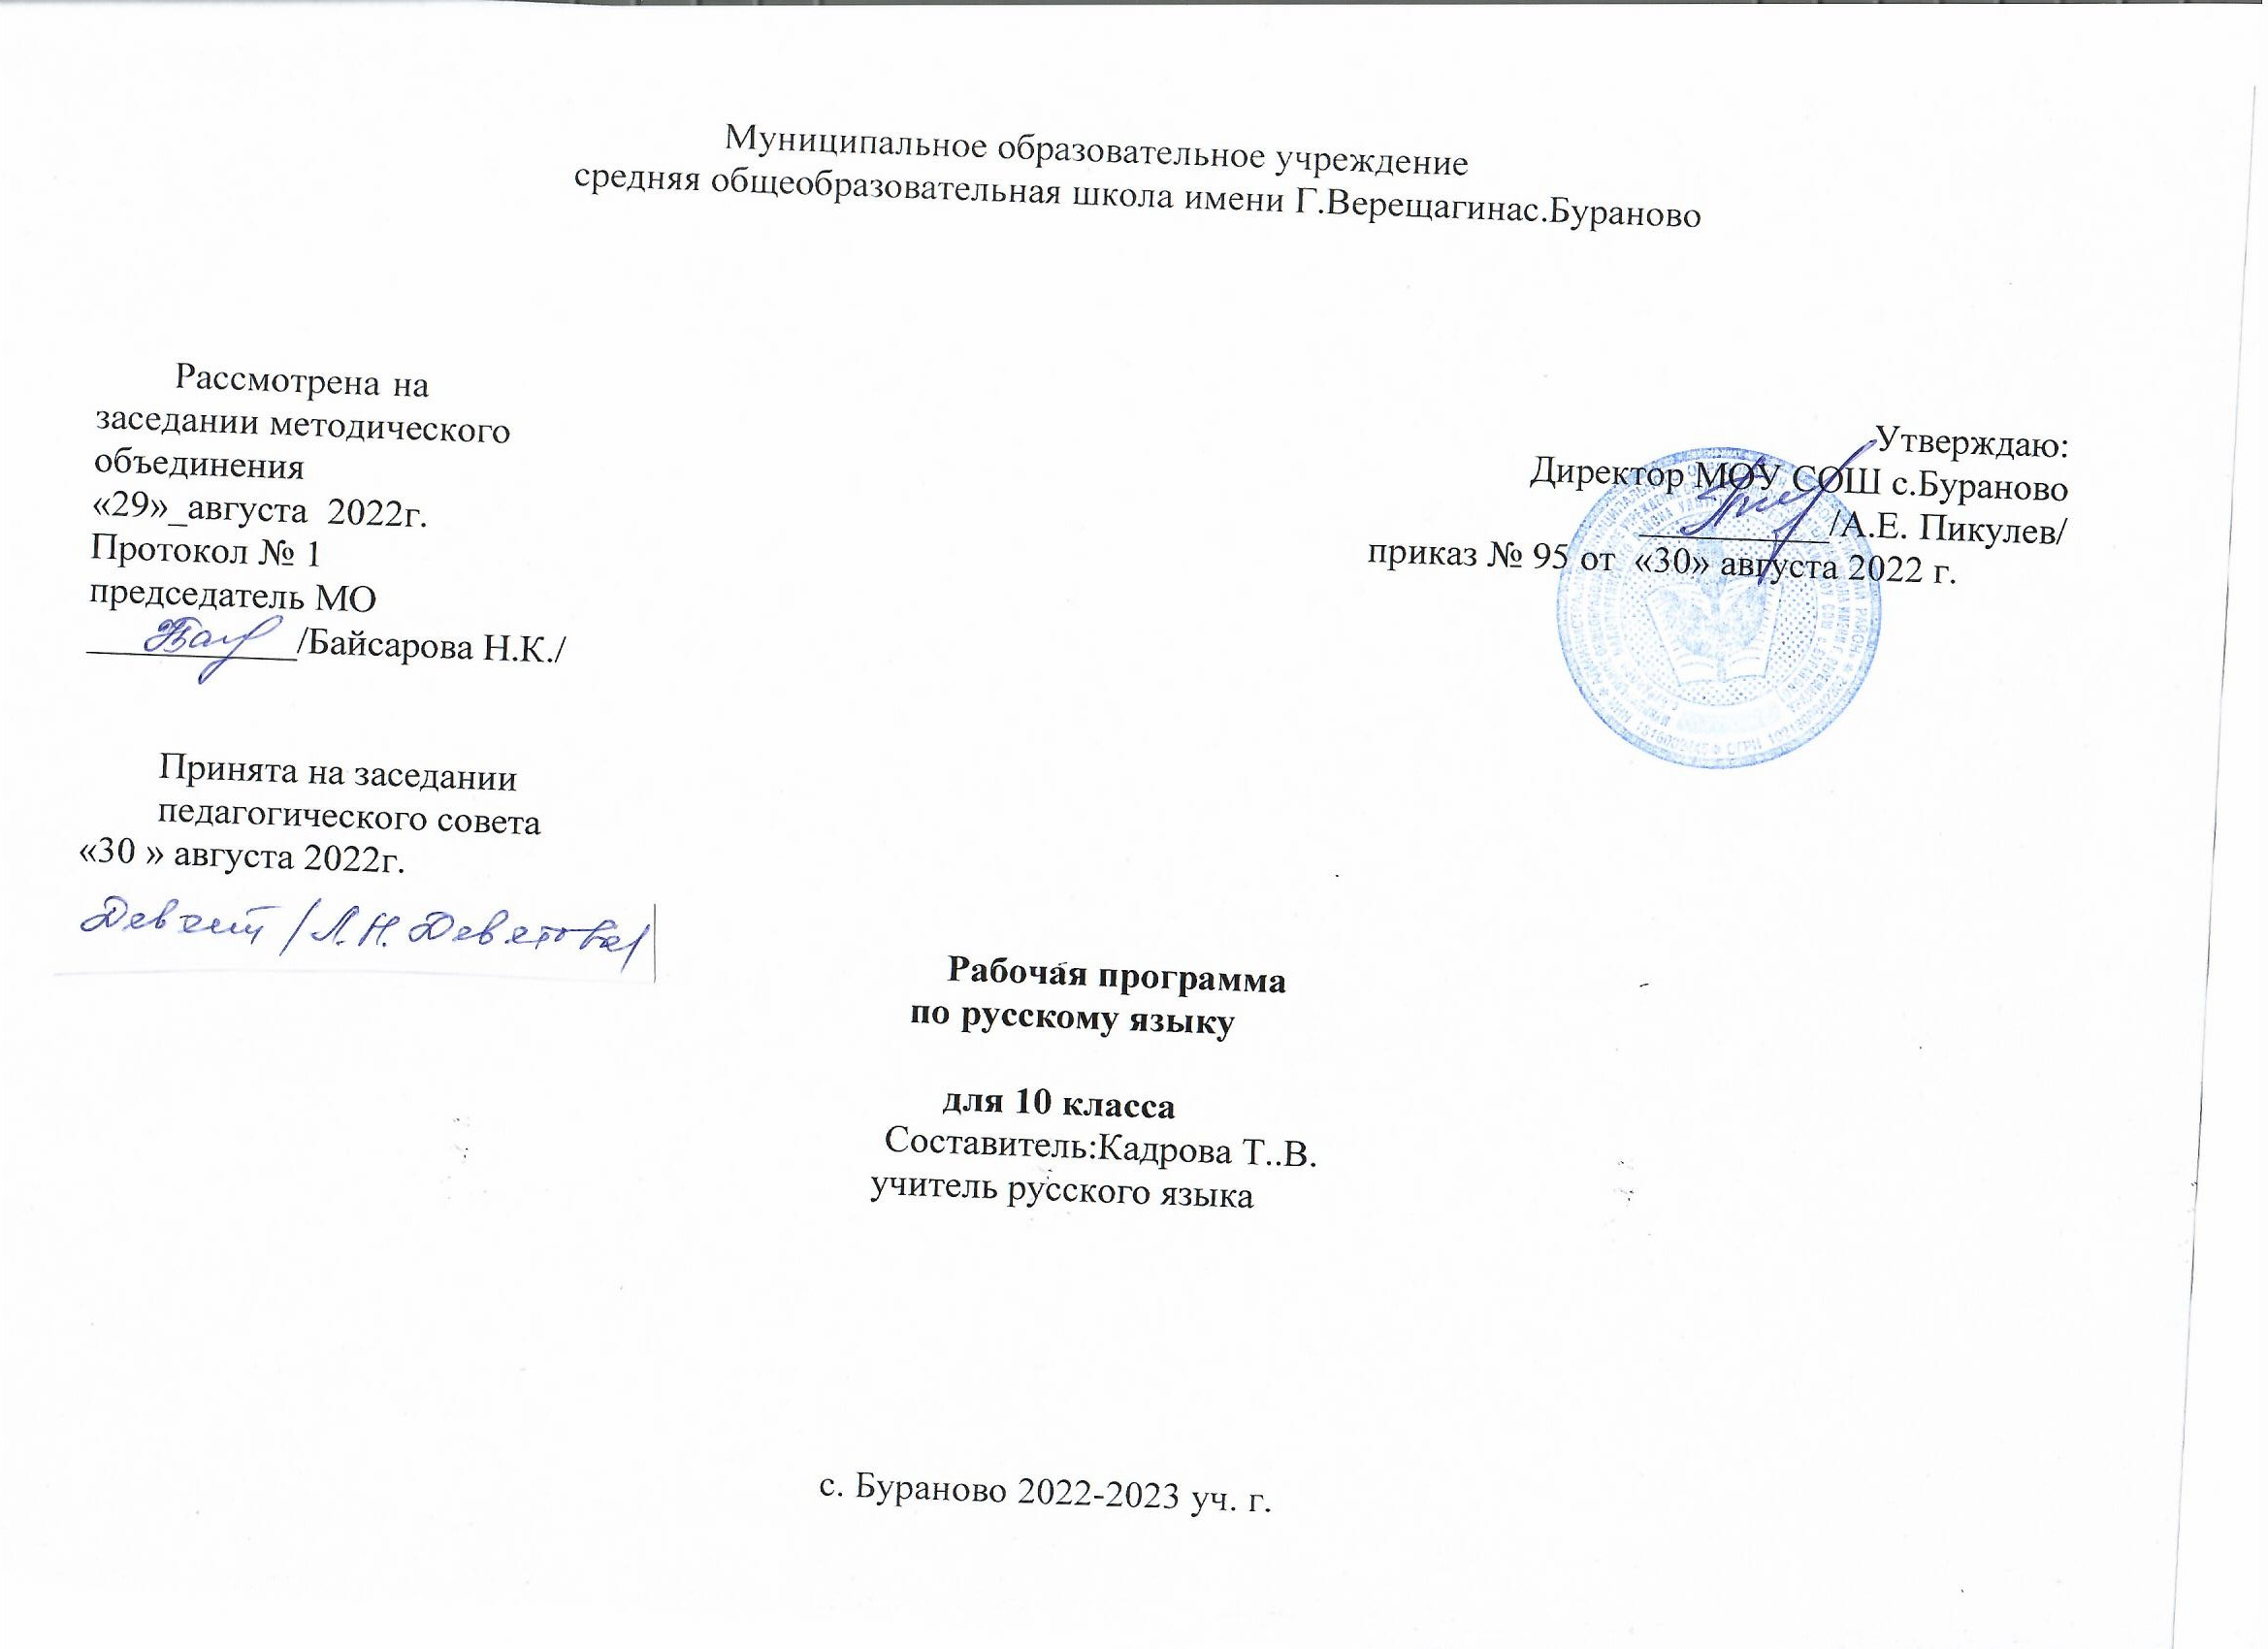 Муниципальное образовательное учреждение
средняя общеобразовательная школа имени Г.Верещагинас.Бураново
Рассмотрена на
заседании методического
объединения
«29»_августа 2022г.
Протокол № 1
председатель МО
____________/Байсарова Н.К./
Принята на заседании
педагогического совета
«30 » августа 2022г.
/Л.Н. Девятова/
Утверждаю:
Директор МОУ СОШ с.Бураново
___________/А.Е. Пикулев/
приказ № 95 от «30» августа 2022 г.
Рабочая программа
по русскому языку
для 10 класса
Составитель:Кадрова Т..В.
учитель русского языка
с. Бураново 2022-2023 уч. г.